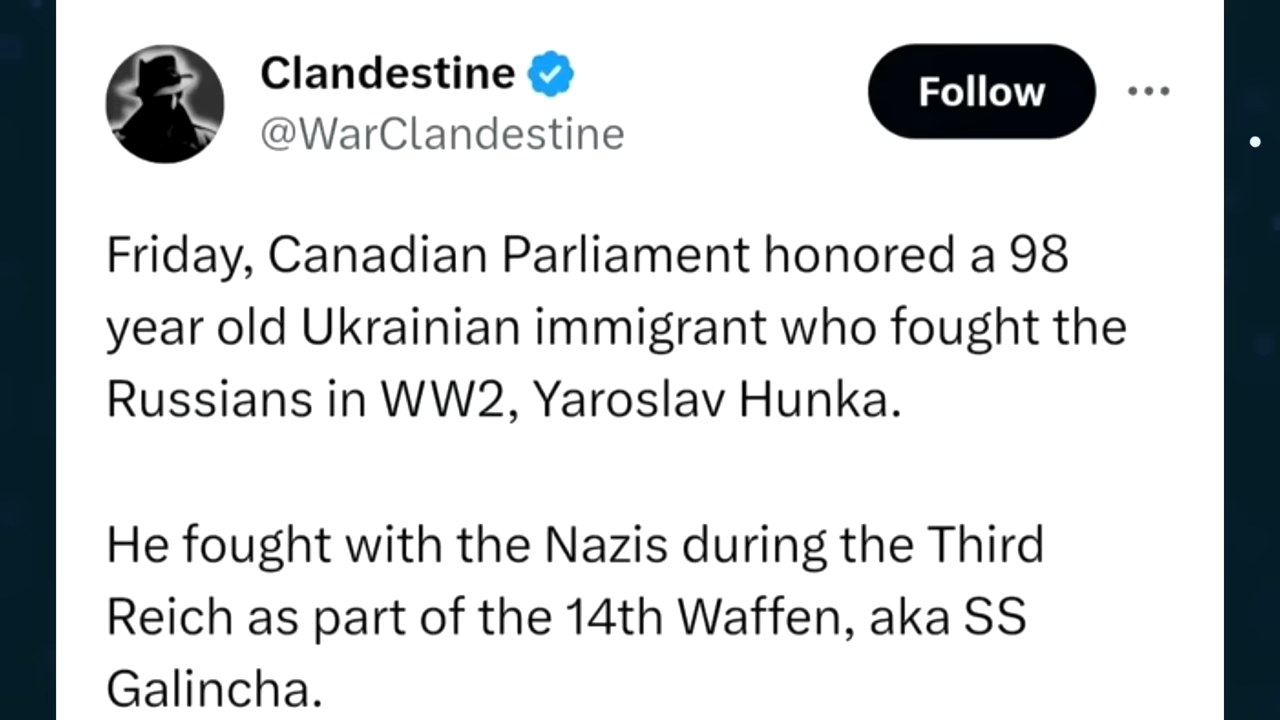 Clandestine
@WarClandestine
Follow
Friday, Canadian Parliament honored a 98
year old Ukrainian immigrant who fought the
Russians in WW2, Yaroslav Hunka.
He fought with the Nazis during the Third
Reich as part of the 14th Waffen, aka SS
Galincha.